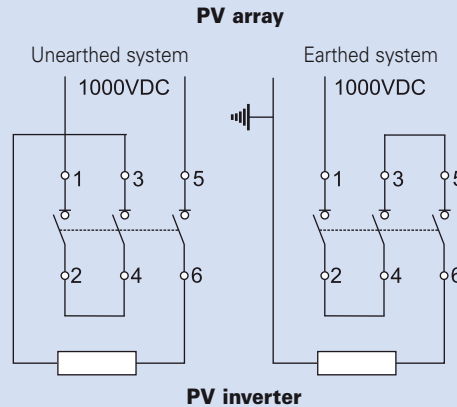 PV array
Unearthed system Earthed system
1000VDC 1000VDC
1 3 5 1 3 5
2 4 6 2 4 6
PV inverter